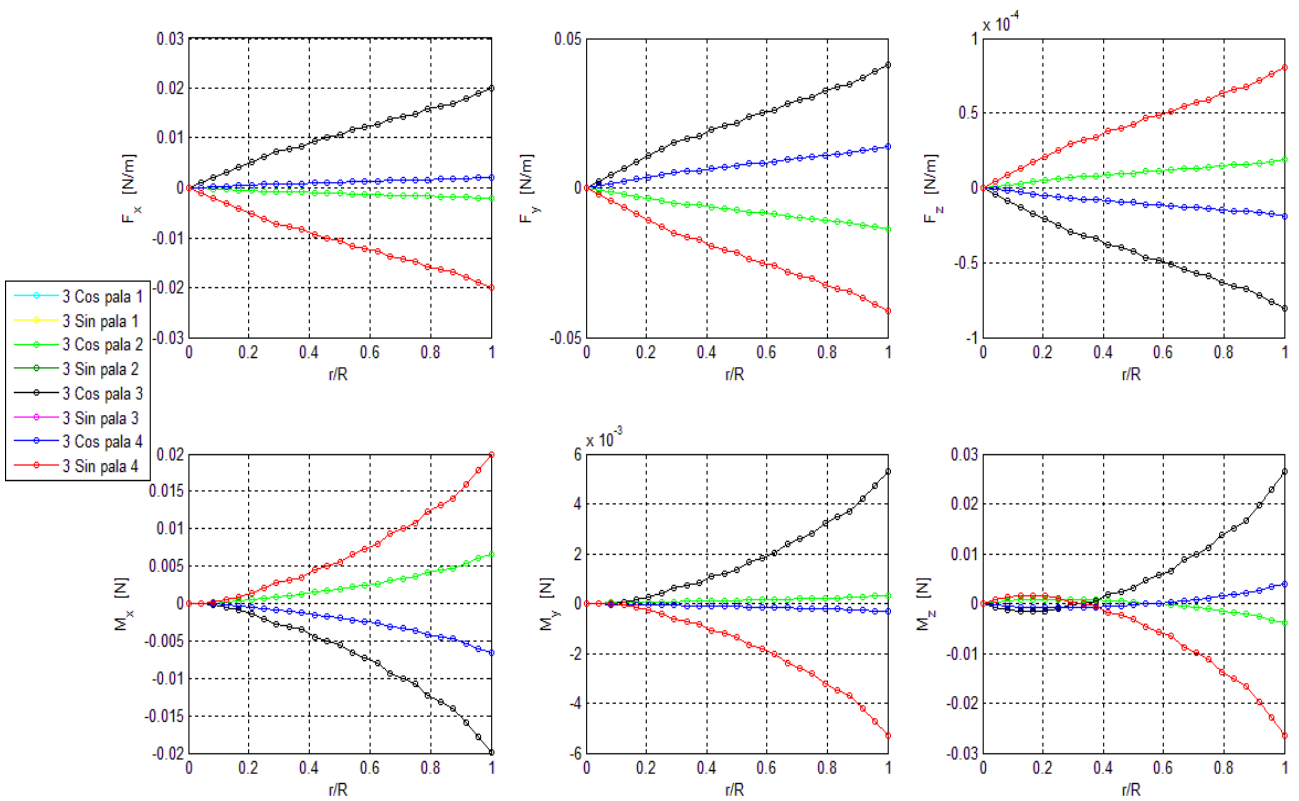 x 10-4
0.03
0.02
0.01
0
-0.01
-0.02
-0.03
Fx [N/m]
0 0.2 0.4 0.6 0.8 1
r/R
0.05
0
-0.05
Fy [N/m]
0 0.2 0.4 0.6 0.8 1
r/R
1
0.5
0
-0.5
-1
Fz [N/m]
0 0.2 0.4 0.6 0.8 1
r/R
3 Cos pala 1
3 Sin pala 1
3 Cos pala 2
3 Sin pala 2
3 Cos pala 3
3 Sin pala 3
3 Cos pala 4
3 Sin pala 4
0.02
0.015
0.01
0.005
0
-0.005
-0.01
-0.015
-0.02
Mx [N]
0 0.2 0.4 0.6 0.8 1
r/R
x 10-3
6
4
2
0
-2
-4
-6
My [N]
0 0.2 0.4 0.6 0.8 1
r/R
0.03
0.02
0.01
0
-0.01
-0.02
-0.03
Mz [N]
0 0.2 0.4 0.6 0.8 1
r/R